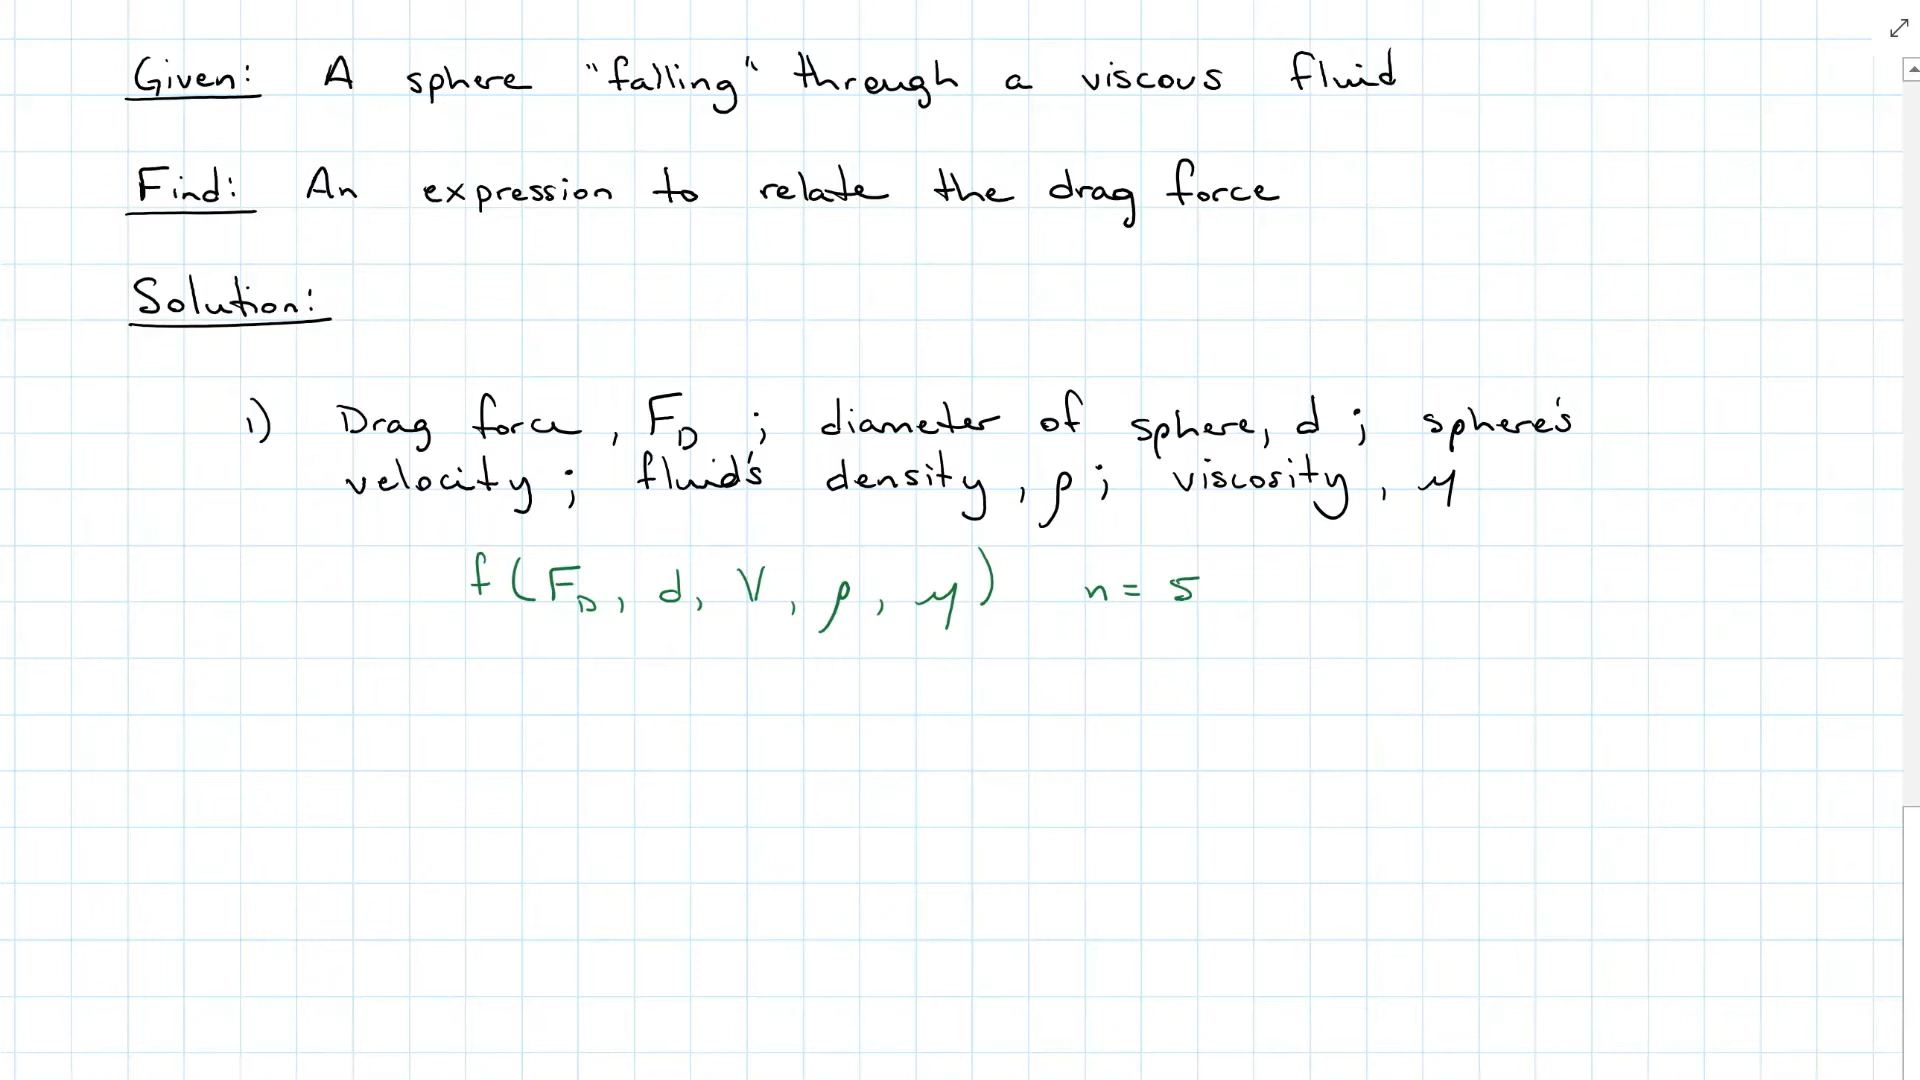 Given: A sphere "falling" through a viscous fluid
Find: An expression to relate the drag force
Solution:
1) Drag force, F_D ; diameter of sphere, d ; sphere's
velocity ; fluid's density, ρ ; viscosity, μ
f(F_D, d, V, ρ, μ) n = 5